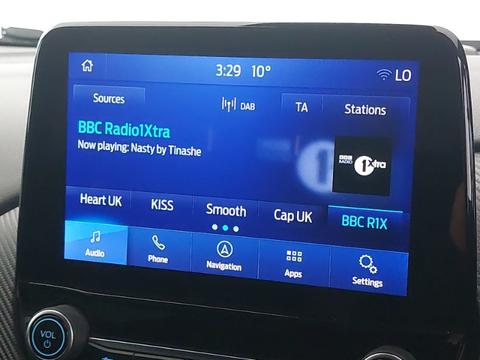 3:29 10° LO
Sources DAB TA Stations
BBC Radio1Xtra
Now playing: Nasty by Tinashe
BBC
RADIO 1Xtra
Heart UK KISS Smooth Cap UK BBC R1X
Audio Phone Navigation Apps Settings
VOL